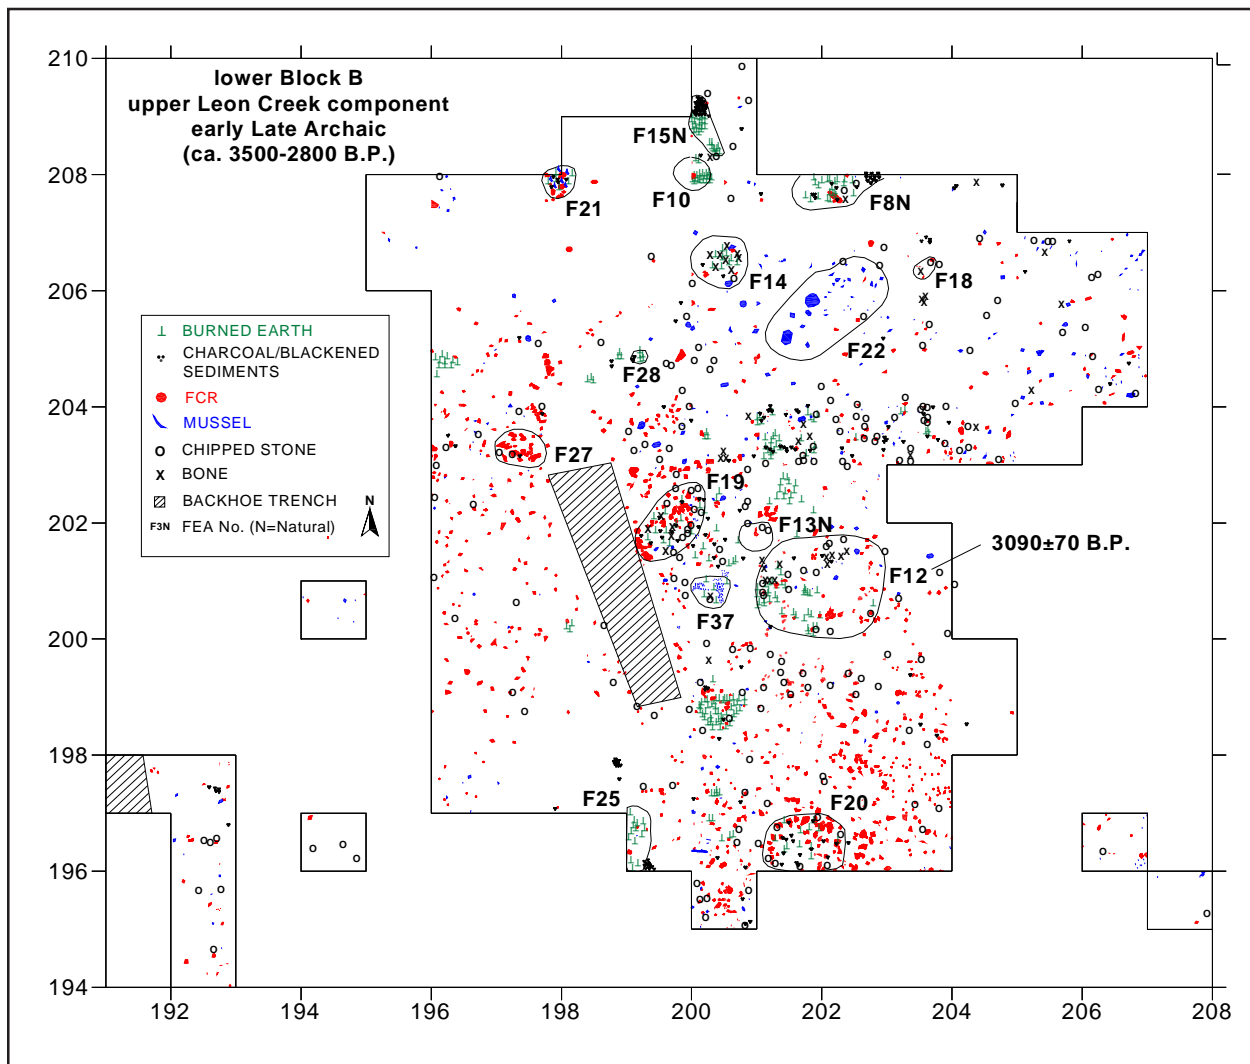 lower Block B
upper Leon Creek component
early Late Archaic
(ca. 3500-2800 B.P.)
210
208
206
204
202
200
198
196
194
F15N
F10
F21
F8N
F14
F18
F22
F28
F27
F19
F13N
3090±70 B.P.
F12
F37
F25
F20
BURNED EARTH
CHARCOAL/BLACKENED
SEDIMENTS
FCR
MUSSEL
O CHIPPED STONE
X BONE
BACKHOE TRENCH
F3N FEA No. (N=Natural)
N
192
194
196
198
200
202
204
206
208